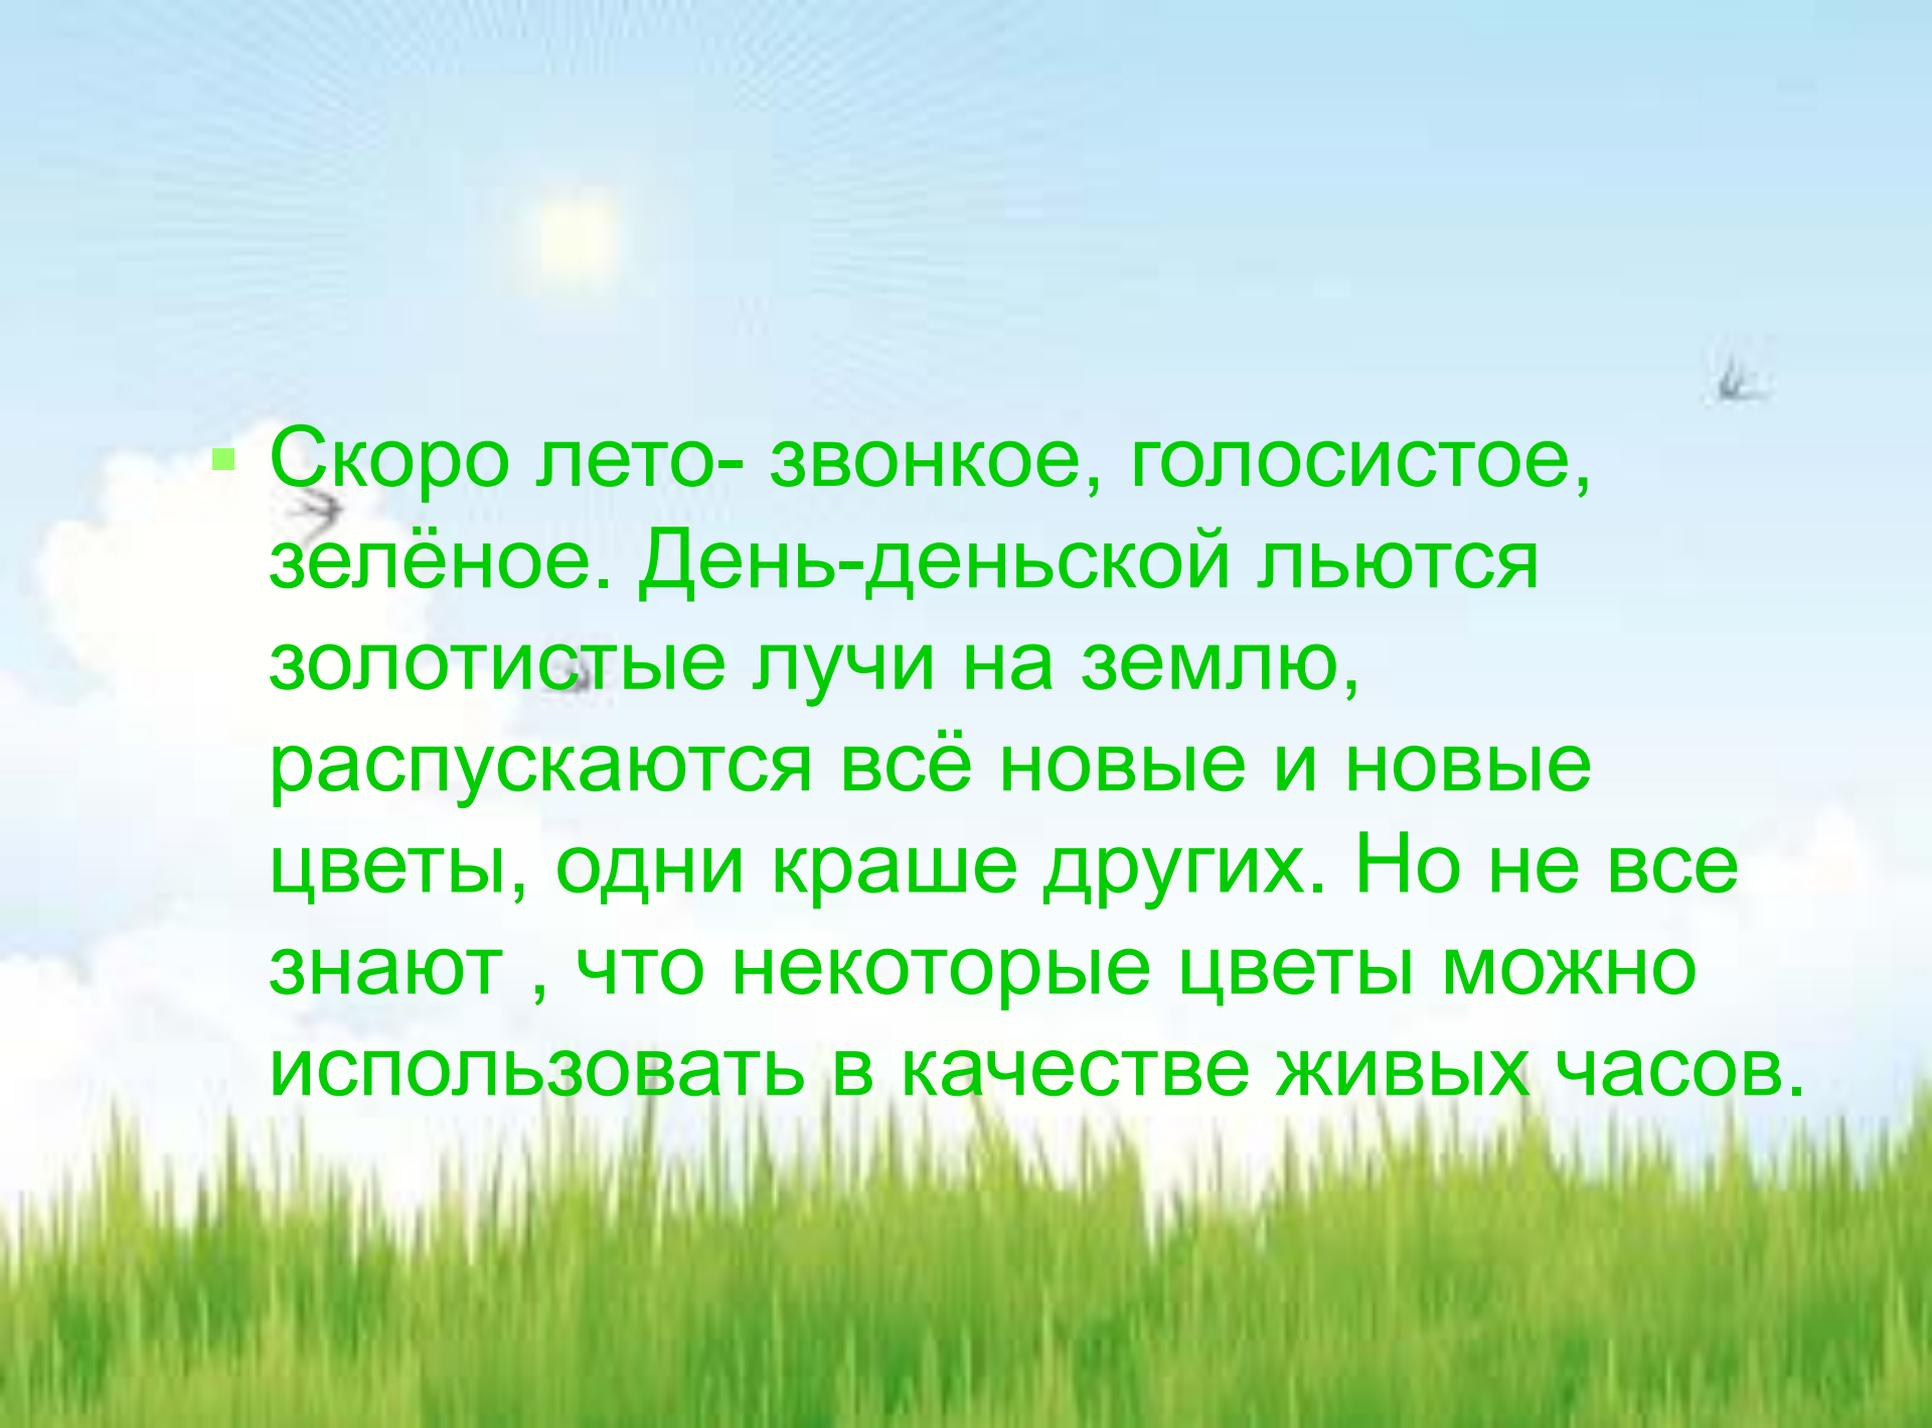 Скоро лето- звонкое, голосистое,
зелёное. День-деньской льются
золотистые лучи на землю,
распускаются всё новые и новые
цветы, одни краше других. Но не все
знают , что некоторые цветы можно
использовать в качестве живых часов.